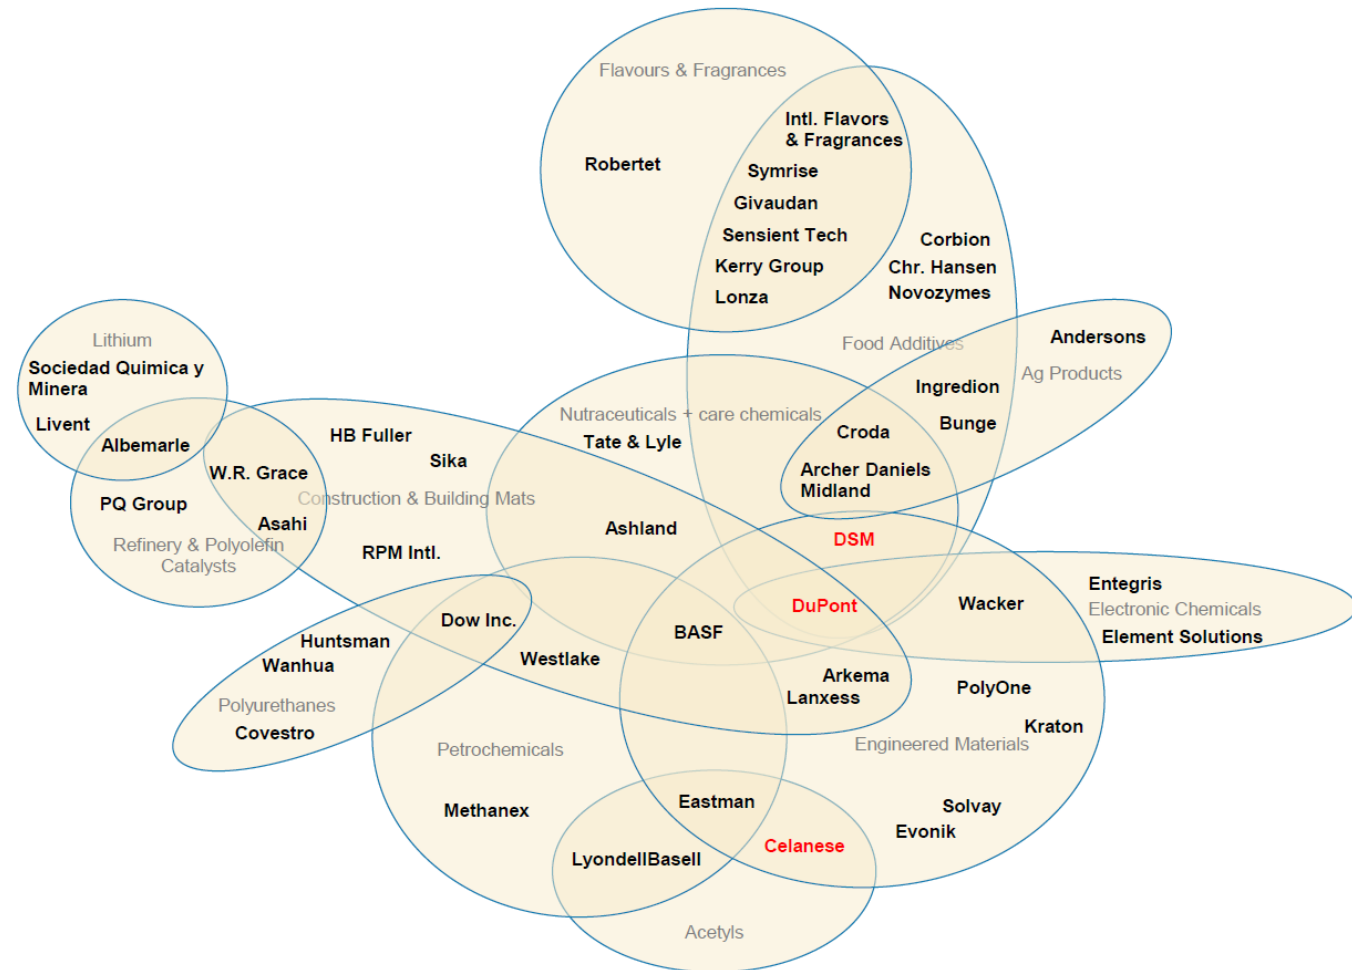 Flavours & Fragrances
Intl. Flavors
& Fragrances
Robertet
Symrise
Givaudan
Sensient Tech
Kerry Group
Lonza
Corbion
Chr. Hansen
Novozymes
Food Additives
Andersons
Ag Products
Ingredion
Bunge
Lithium
Sociedad Quimica y
Minera
Livent
Albemarle
W.R. Grace
PQ Group
Asahi
Refinery & Polyolefin
Catalysts
HB Fuller
Sika
Construction & Building Mats
RPM Intl.
Nutraceuticals + care chemicals
Tate & Lyle
Croda
Archer Daniels
Midland
Ashland
DSM
DuPont
Wacker
Entegris
Electronic Chemicals
Element Solutions
Dow Inc.
Huntsman
Wanhua
Polyurethanes
Covestro
Westlake
BASF
Arkema
Lanxess
PolyOne
Kraton
Engineered Materials
Petrochemicals
Methanex
Eastman
Solvay
Evonik
Celanese
LyondellBasell
Acetyls